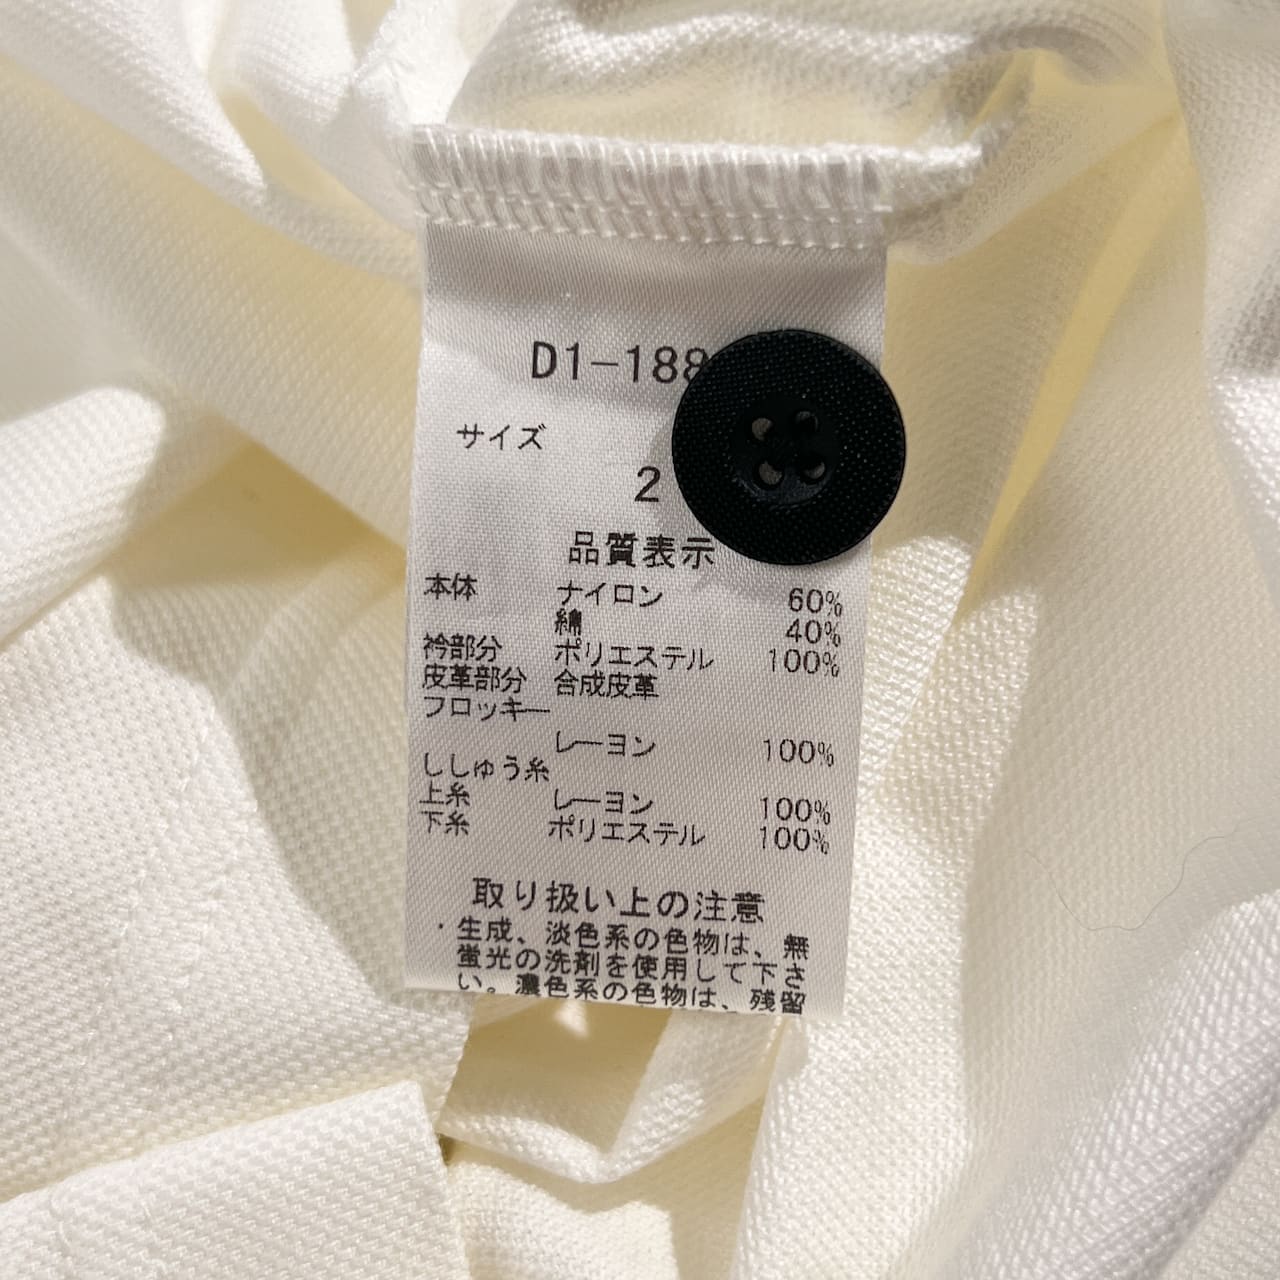 D1-188
サイズ
2
品質表示
本体 ナイロン 60%
綿 40%
衿部分 ポリエステル 100%
皮革部分 合成皮革
フロッキー
レーヨン 100%
ししゅう糸
上糸 レーヨン 100%
下糸 ポリエステル 100%
取り扱い上の注意
・生成、淡色系の色物は、無
蛍光の洗剤を使用して下さ
い。濃色系の色物は、残留